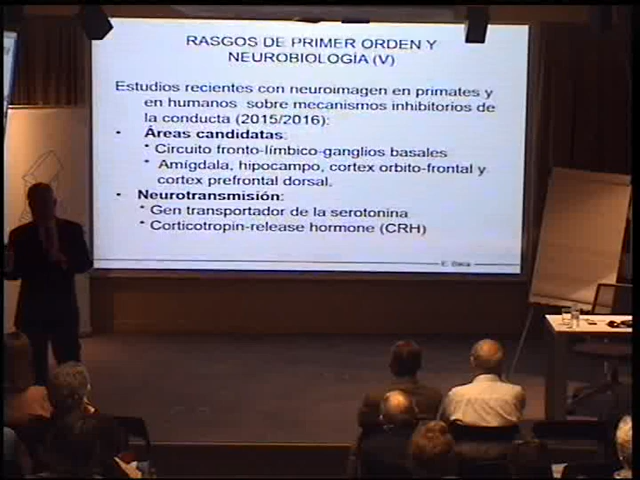 RASGOS DE PRIMER ORDEN Y
NEUROBIOLOGÍA (V)
Estudios recientes con neuroimagen en primates y
en humanos sobre mecanismos inhibitorios de
la conducta (2015/2016):
• Áreas candidatas:
* Circuito fronto-límbico-ganglios basales
* Amígdala, hipocampo, cortex orbito-frontal y
cortex prefrontal dorsal.
• Neurotransmisión:
* Gen transportador de la serotonina
* Corticotropin-release hormone (CRH)
E. Baca